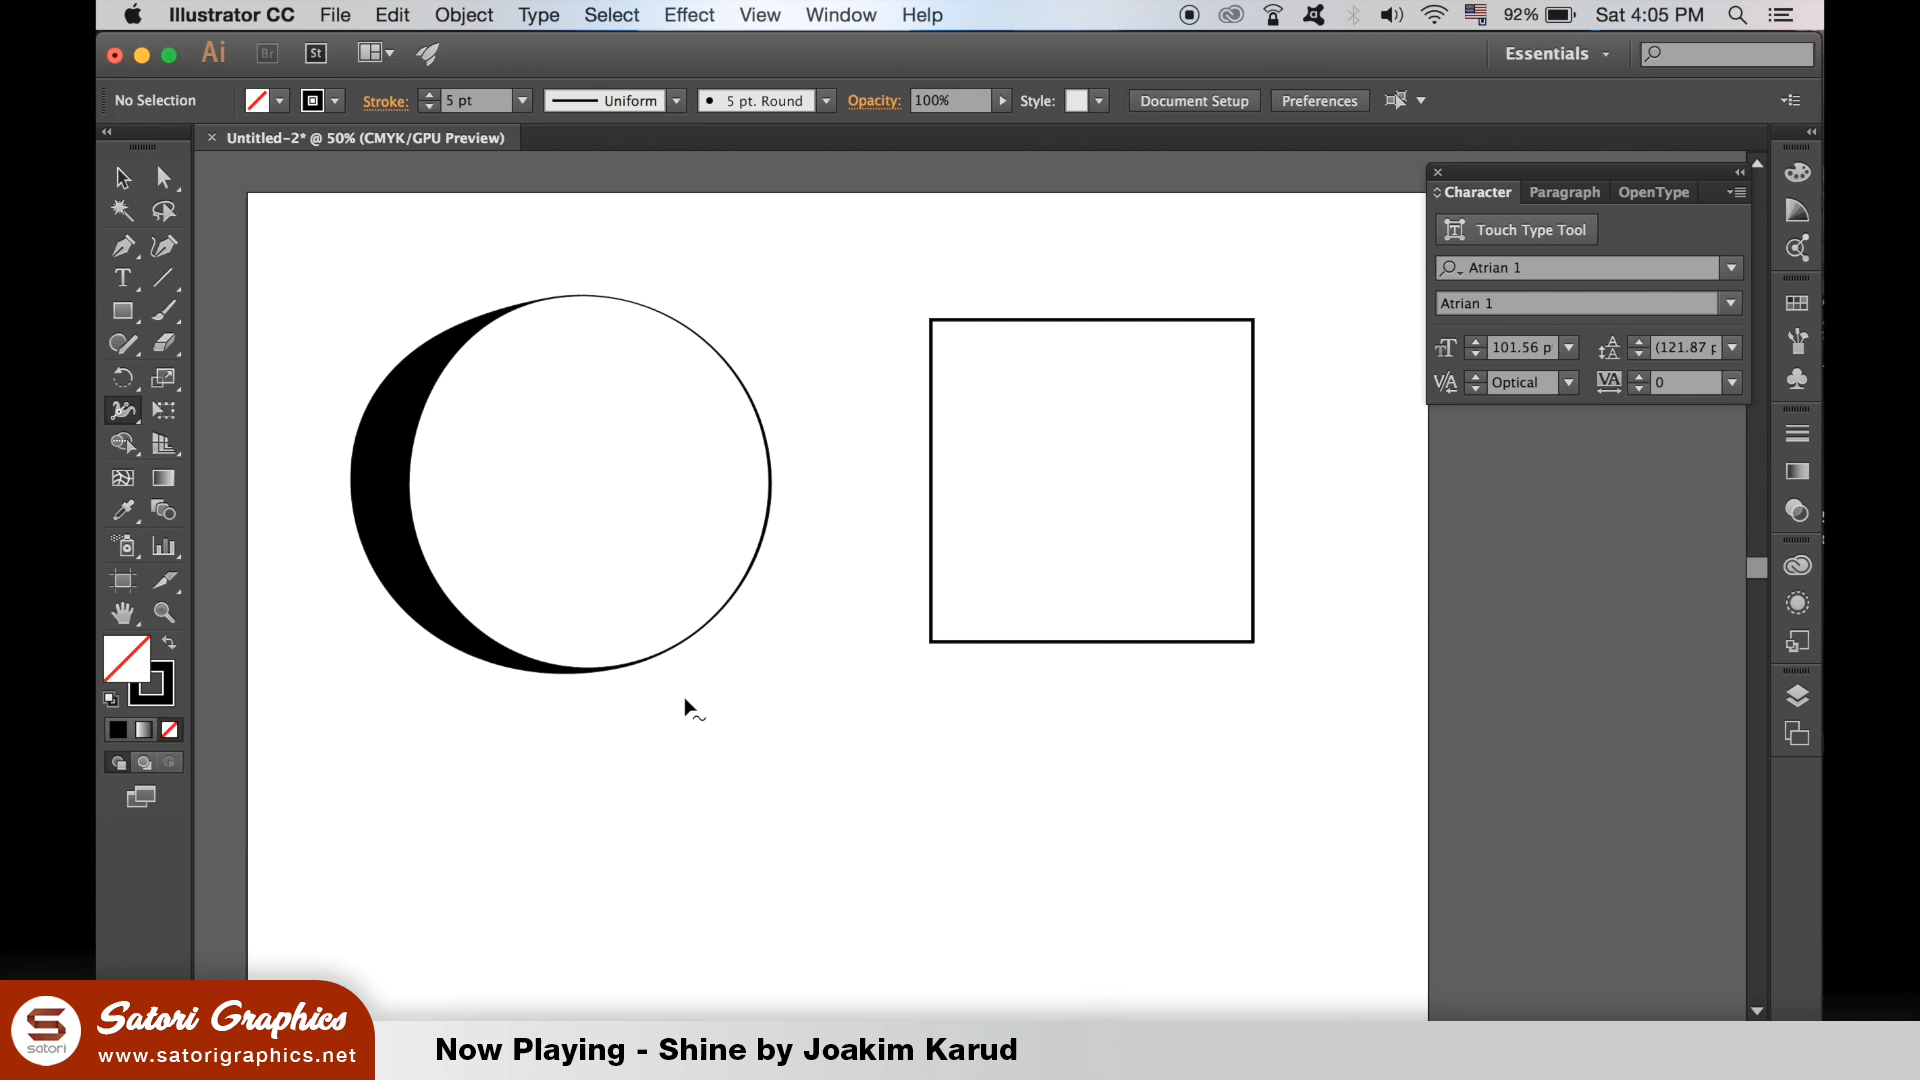 Illustrator CC File Edit Object Type Select Effect View Window Help 92% Sat 4:05 PM
Ai Br St Essentials
No Selection Stroke: 5 pt Uniform 5 pt. Round Opacity: 100% Style: Document Setup Preferences
Untitled-2* @ 50% (CMYK/GPU Preview)
Character Paragraph OpenType
Touch Type Tool
Atrian 1
Atrian 1
101.56 p (121.87 p
Optical 0
Satori Graphics
satori
www.satorigraphics.net
Now Playing - Shine by Joakim Karud